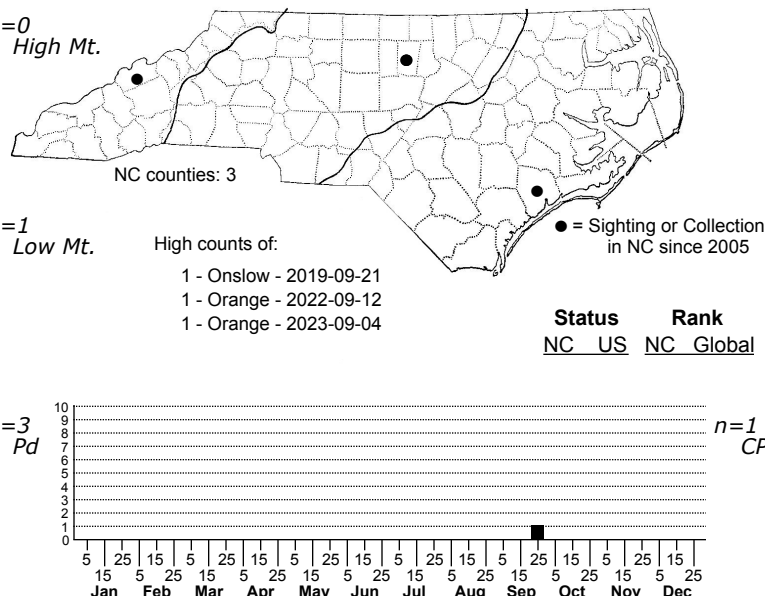 =0
High Mt.
NC counties: 3
● = Sighting or Collection
in NC since 2005
=1
Low Mt.
High counts of:
1 - Onslow - 2019-09-21
1 - Orange - 2022-09-12
1 - Orange - 2023-09-04
Status Rank
NC US NC Global
=3
Pd
n=1
CP
10
9
8
7
6
5
4
3
2
1
0
5 25 15 5 25 15 5 25 15 5 25 15 5 25 15 5 25 15
15 5 25 15 5 25 15 5 25 15 5 25 15 5 25 15 5 25
Jan Feb Mar Apr May Jun Jul Aug Sep Oct Nov Dec